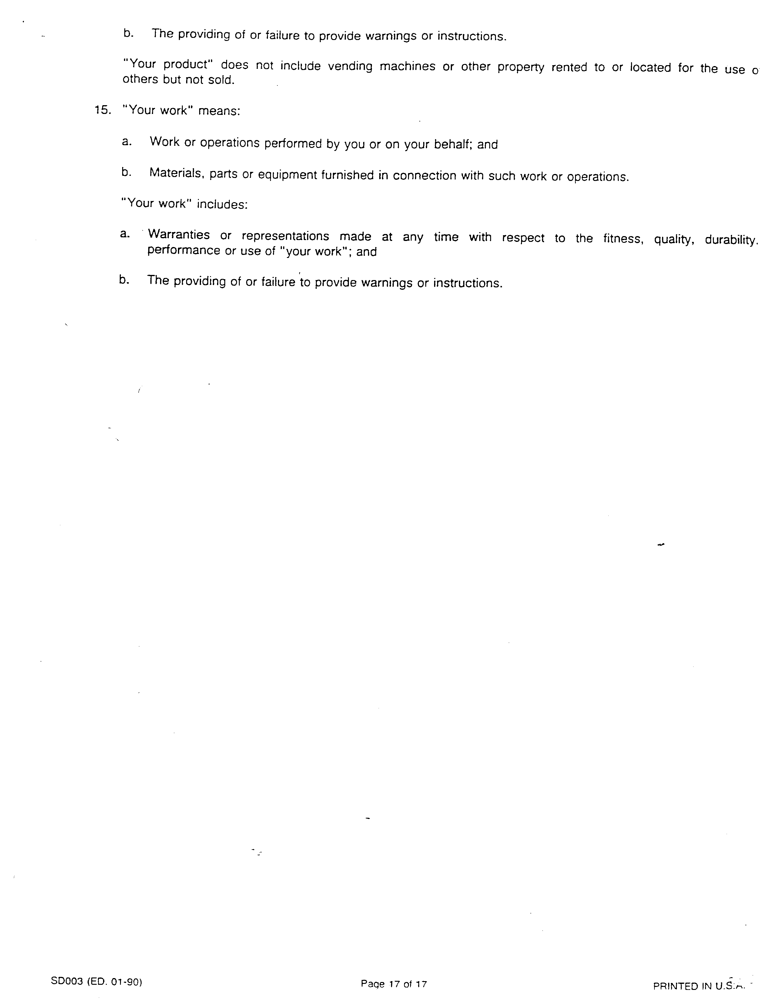 b. The providing of or failure to provide warnings or instructions.
"Your product" does not include vending machines or other property rented to or located for the use o
others but not sold.
15. "Your work" means:
a. Work or operations performed by you or on your behalf; and
b. Materials, parts or equipment furnished in connection with such work or operations.
"Your work" includes:
a. Warranties or representations made at any time with respect to the fitness, quality, durability.
performance or use of "your work"; and
b. The providing of or failure to provide warnings or instructions.
SD003 (ED. 01-90)
Page 17 of 17
PRINTED IN U.S.A.